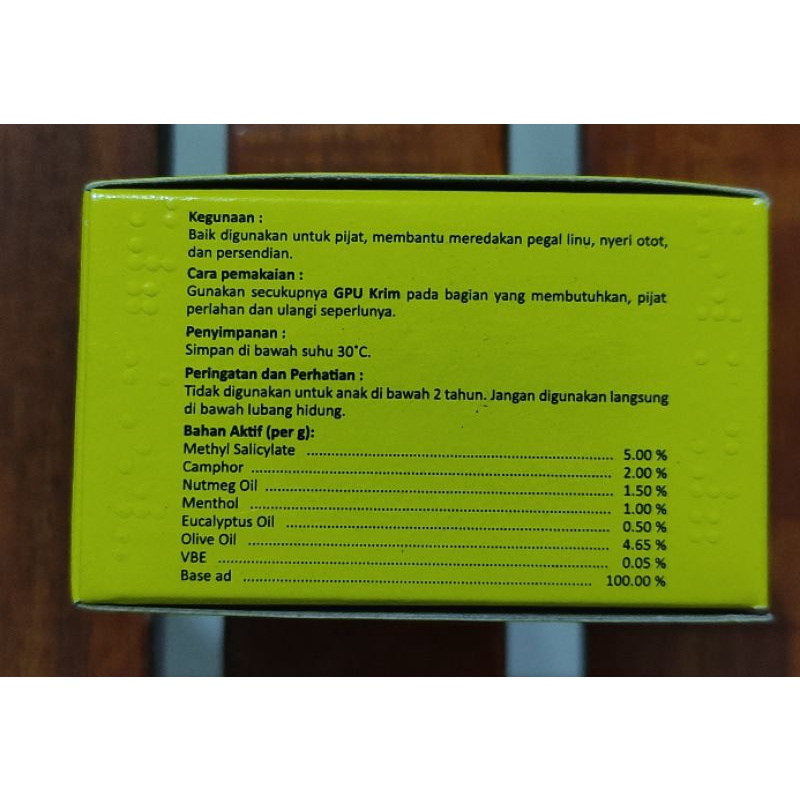 Kegunaan :
Baik digunakan untuk pijat, membantu meredakan pegal linu, nyeri otot,
dan persendian.
Cara pemakaian :
Gunakan secukupnya GPU Krim pada bagian yang membutuhkan, pijat
perlahan dan ulangi seperlunya.
Penyimpanan :
Simpan di bawah suhu 30°C.
Peringatan dan Perhatian :
Tidak digunakan untuk anak di bawah 2 tahun. Jangan digunakan langsung
di bawah lubang hidung.
Bahan Aktif (per g):
Methyl Salicylate ........ 5.00 %
Camphor ........ 2.00 %
Nutmeg Oil ........ 1.50 %
Menthol ........ 1.00 %
Eucalyptus Oil ........ 0.50 %
Olive Oil ........ 4.65 %
VBE ........ 0.05 %
Base ad ........ 100.00 %